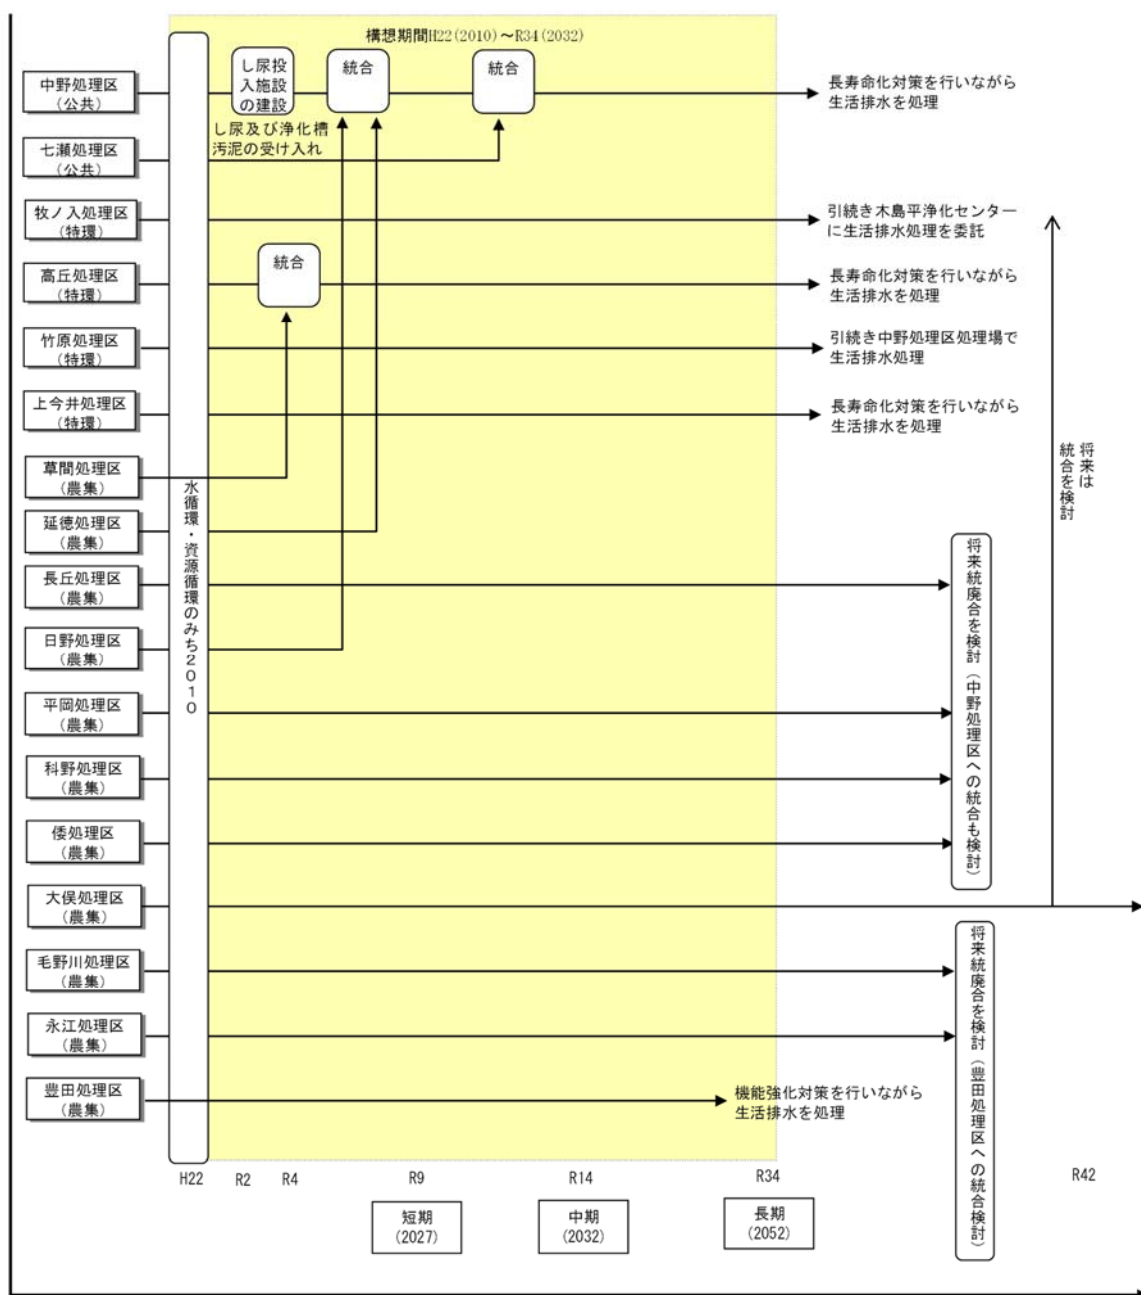 構想期間H22(2010)～R34(2032)
中野処理区
(公共)
し尿投
入施設
の建設
統合
統合
長寿命化対策を行いながら
生活排水を処理
し尿及び浄化槽
汚泥の受け入れ
七瀬処理区
(公共)
牧ノ入処理区
(特環)
引続き木島平浄化センター
に生活排水処理を委託
高丘処理区
(特環)
統合
長寿命化対策を行いながら
生活排水を処理
竹原処理区
(特環)
引続き中野処理区処理場で
生活排水処理
上今井処理区
(特環)
長寿命化対策を行いながら
生活排水を処理
将来は
統合を検討
草間処理区
(農集)
水循環・資源循環のみち2010
延徳処理区
(農集)
長丘処理区
(農集)
将来統廃合を検討(中野処理区への統合も検討)
日野処理区
(農集)
平岡処理区
(農集)
科野処理区
(農集)
倭処理区
(農集)
大俣処理区
(農集)
毛野川処理区
(農集)
将来統廃合を検討(豊田処理区への統合検討)
永江処理区
(農集)
豊田処理区
(農集)
機能強化対策を行いながら
生活排水を処理
H22
R2
R4
R9
R14
R34
R42
短期
(2027)
中期
(2032)
長期
(2052)